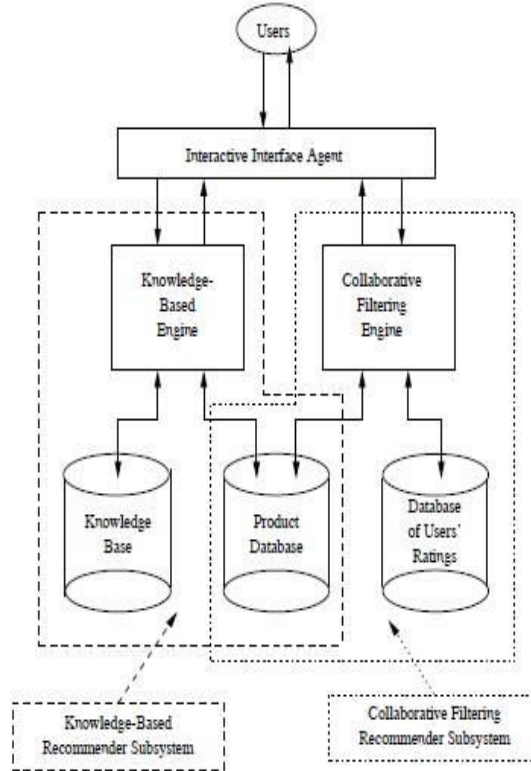 Users
Interactive Interface Agent
Knowledge-
Based
Engine
Collaborative
Filtering
Engine
Knowledge
Base
Product
Database
Database
of Users'
Ratings
Knowledge-Based
Recommender Subsystem
Collaborative Filtering
Recommender Subsystem